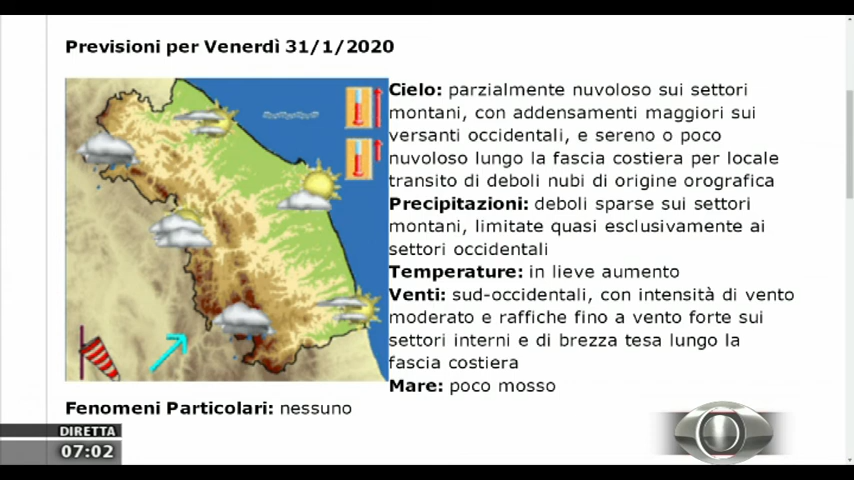 Previsioni per Venerdì 31/1/2020
Cielo: parzialmente nuvoloso sui settori
montani, con addensamenti maggiori sui
versanti occidentali, e sereno o poco
nuvoloso lungo la fascia costiera per locale
transito di deboli nubi di origine orografica
Precipitazioni: deboli sparse sui settori
montani, limitate quasi esclusivamente ai
settori occidentali
Temperature: in lieve aumento
Venti: sud-occidentali, con intensità di vento
moderato e raffiche fino a vento forte sui
settori interni e di brezza tesa lungo la
fascia costiera
Mare: poco mosso
Fenomeni Particolari: nessuno
DIRETTA
07:02